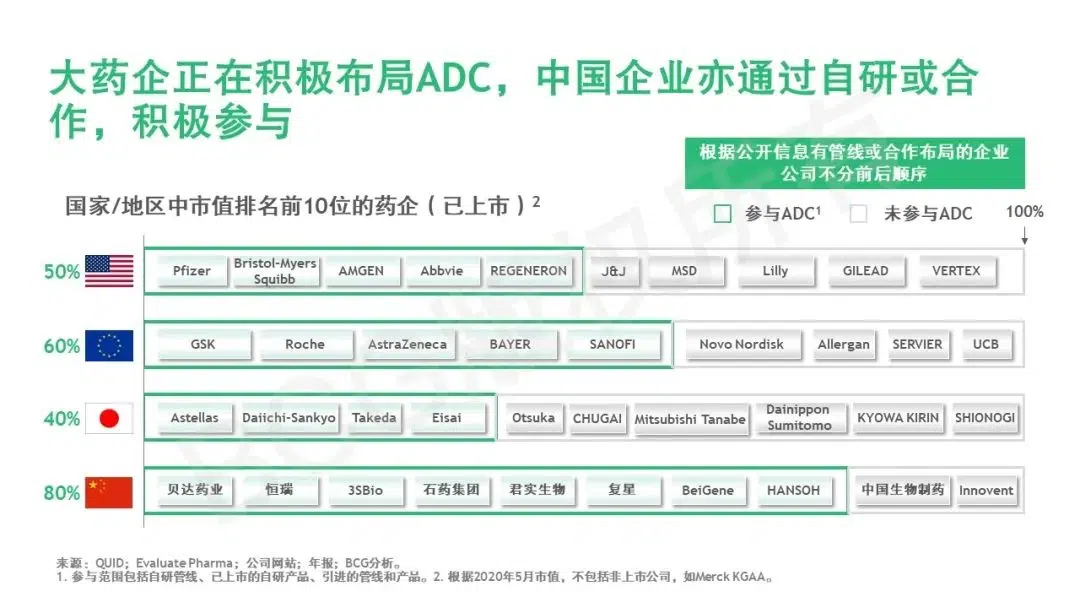 大药企正在积极布局ADC，中国企业亦通过自研或合
作，积极参与
根据公开信息有管线或合作布局的企业
公司不分前后顺序
国家/地区中市值排名前10位的药企（已上市）2
参与ADC1 未参与ADC 100%
50% Pfizer Bristol-Myers Squibb AMGEN Abbvie REGENERON J&J MSD Lilly GILEAD VERTEX
60% GSK Roche AstraZeneca BAYER SANOFI Novo Nordisk Allergan SERVIER UCB
40% Astellas Daiichi-Sankyo Takeda Eisai Otsuka CHUGAI Mitsubishi Tanabe Dainippon Sumitomo KYOWA KIRIN SHIONOGI
80% 贝达药业 恒瑞 3SBio 石药集团 君实生物 复星 BeiGene HANSOH 中国生物制药 Innovent
来源：QUID；Evaluate Pharma；公司网站；年报；BCG分析。
1. 参与范围包括自研管线、已上市的自研产品、引进的管线和产品。2. 根据2020年5月市值，不包括非上市公司，如Merck KGAA。